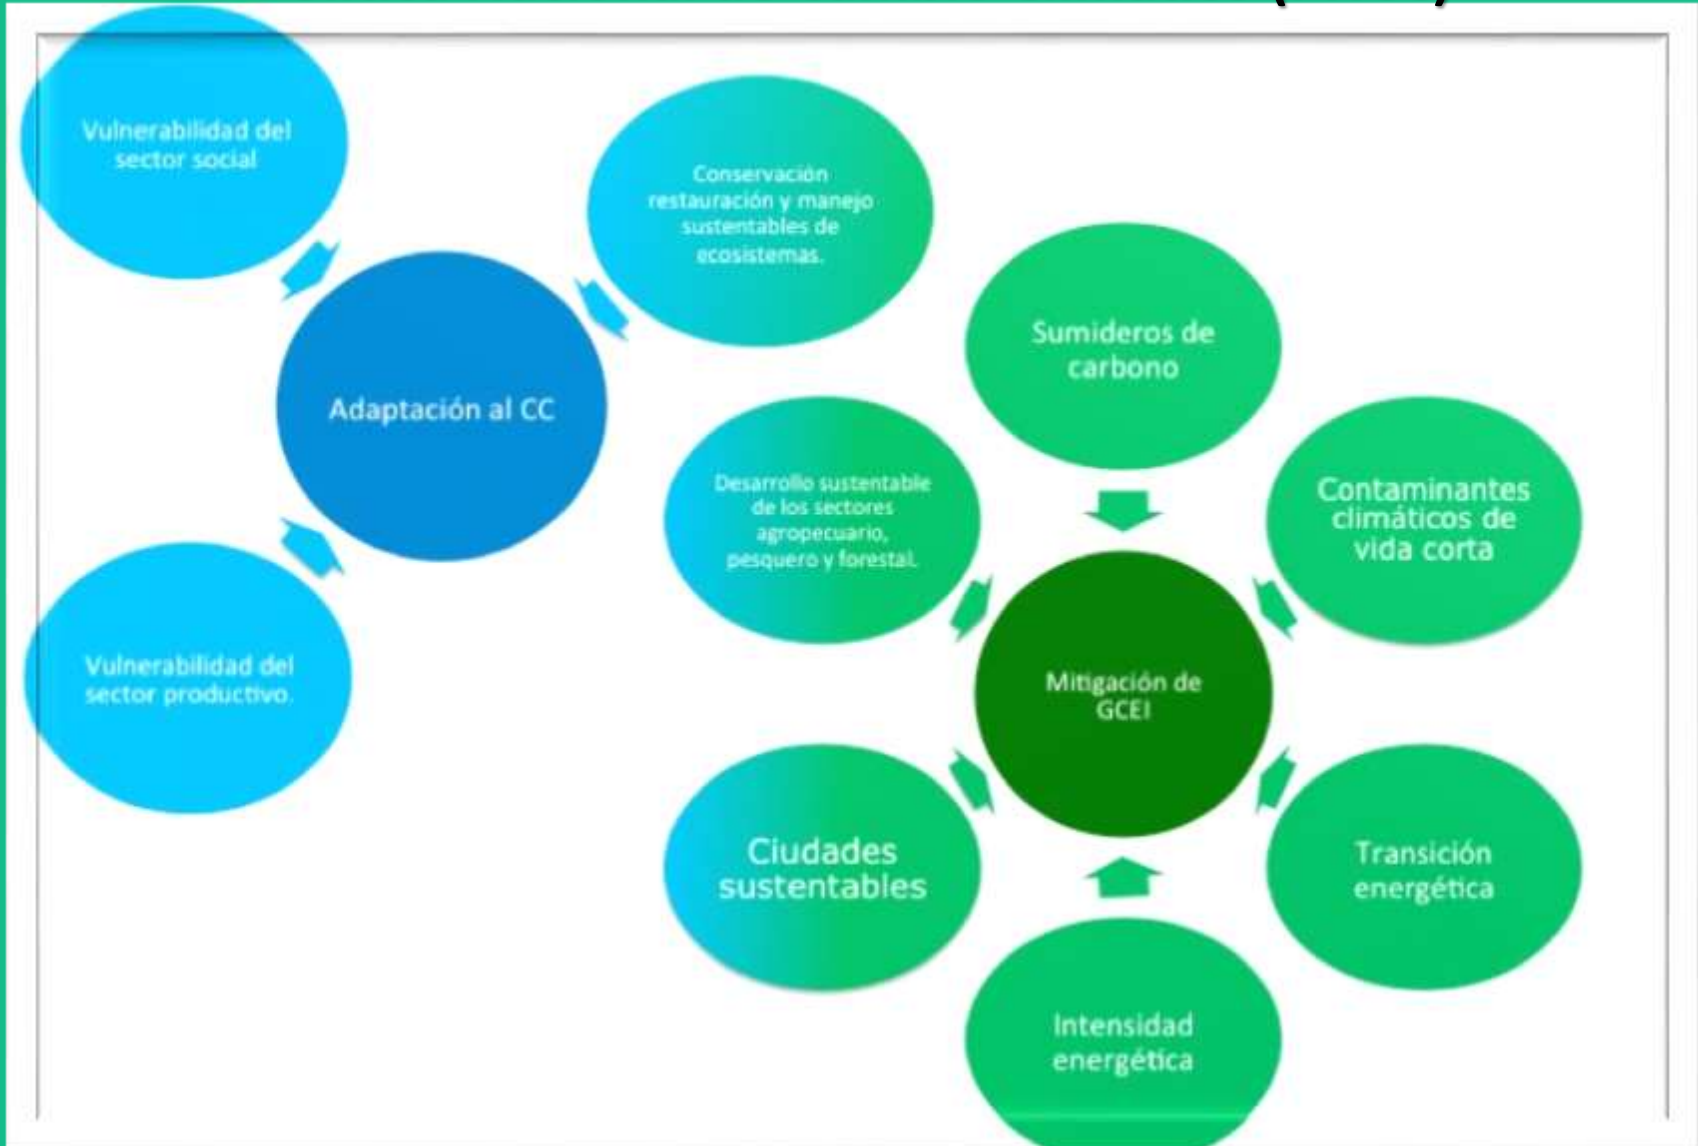 Vulnerabilidad del
sector social
Conservación
restauración y manejo
sustentables de
ecosistemas.
Adaptación al CC
Vulnerabilidad del
sector productivo.
Sumideros de
carbono
Desarrollo sustentable
de los sectores
agropecuario,
pesquero y forestal.
Contaminantes
climáticos de
vida corta
Mitigación de
GCEI
Ciudades
sustentables
Transición
energética
Intensidad
energética